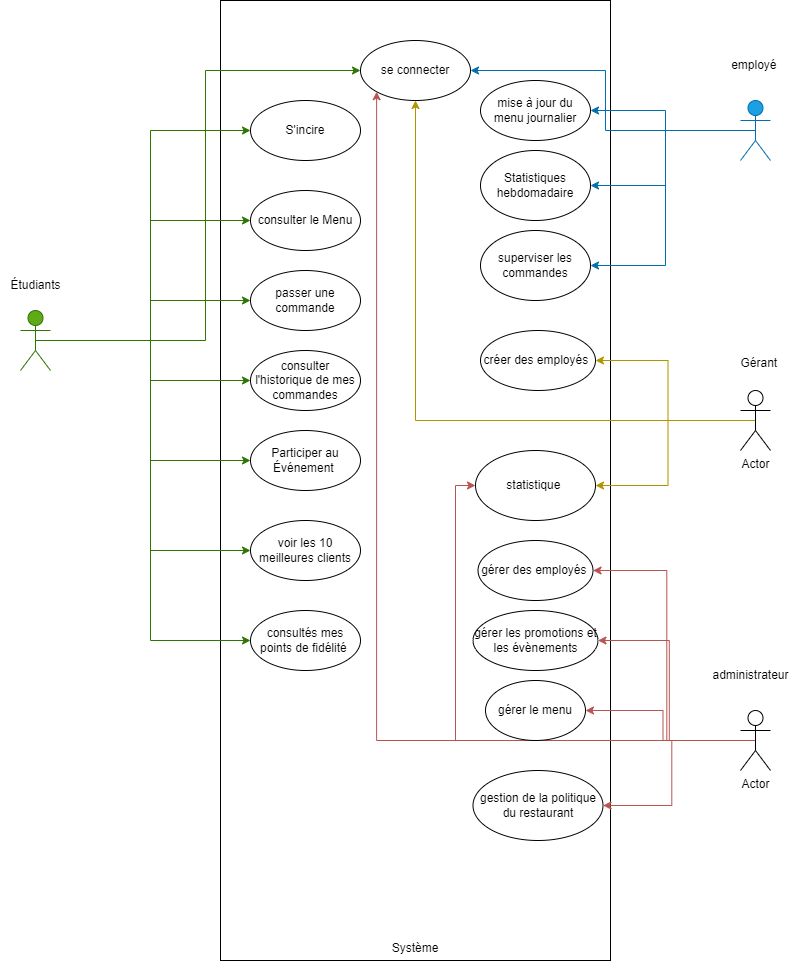 se connecter
employé
mise à jour du
menu journalier
S'incire
Statistiques
hebdomadaire
consulter le Menu
superviser les
commandes
Étudiants
passer une
commande
consulter
l'historique de mes
commandes
créer des employés
Gérant
Actor
Participer au
Événement
statistique
voir les 10
meilleures clients
gérer des employés
consultés mes
points de fidélité
gérer les promotions et
les évènements
administrateur
Actor
gérer le menu
gestion de la politique
du restaurant
Système